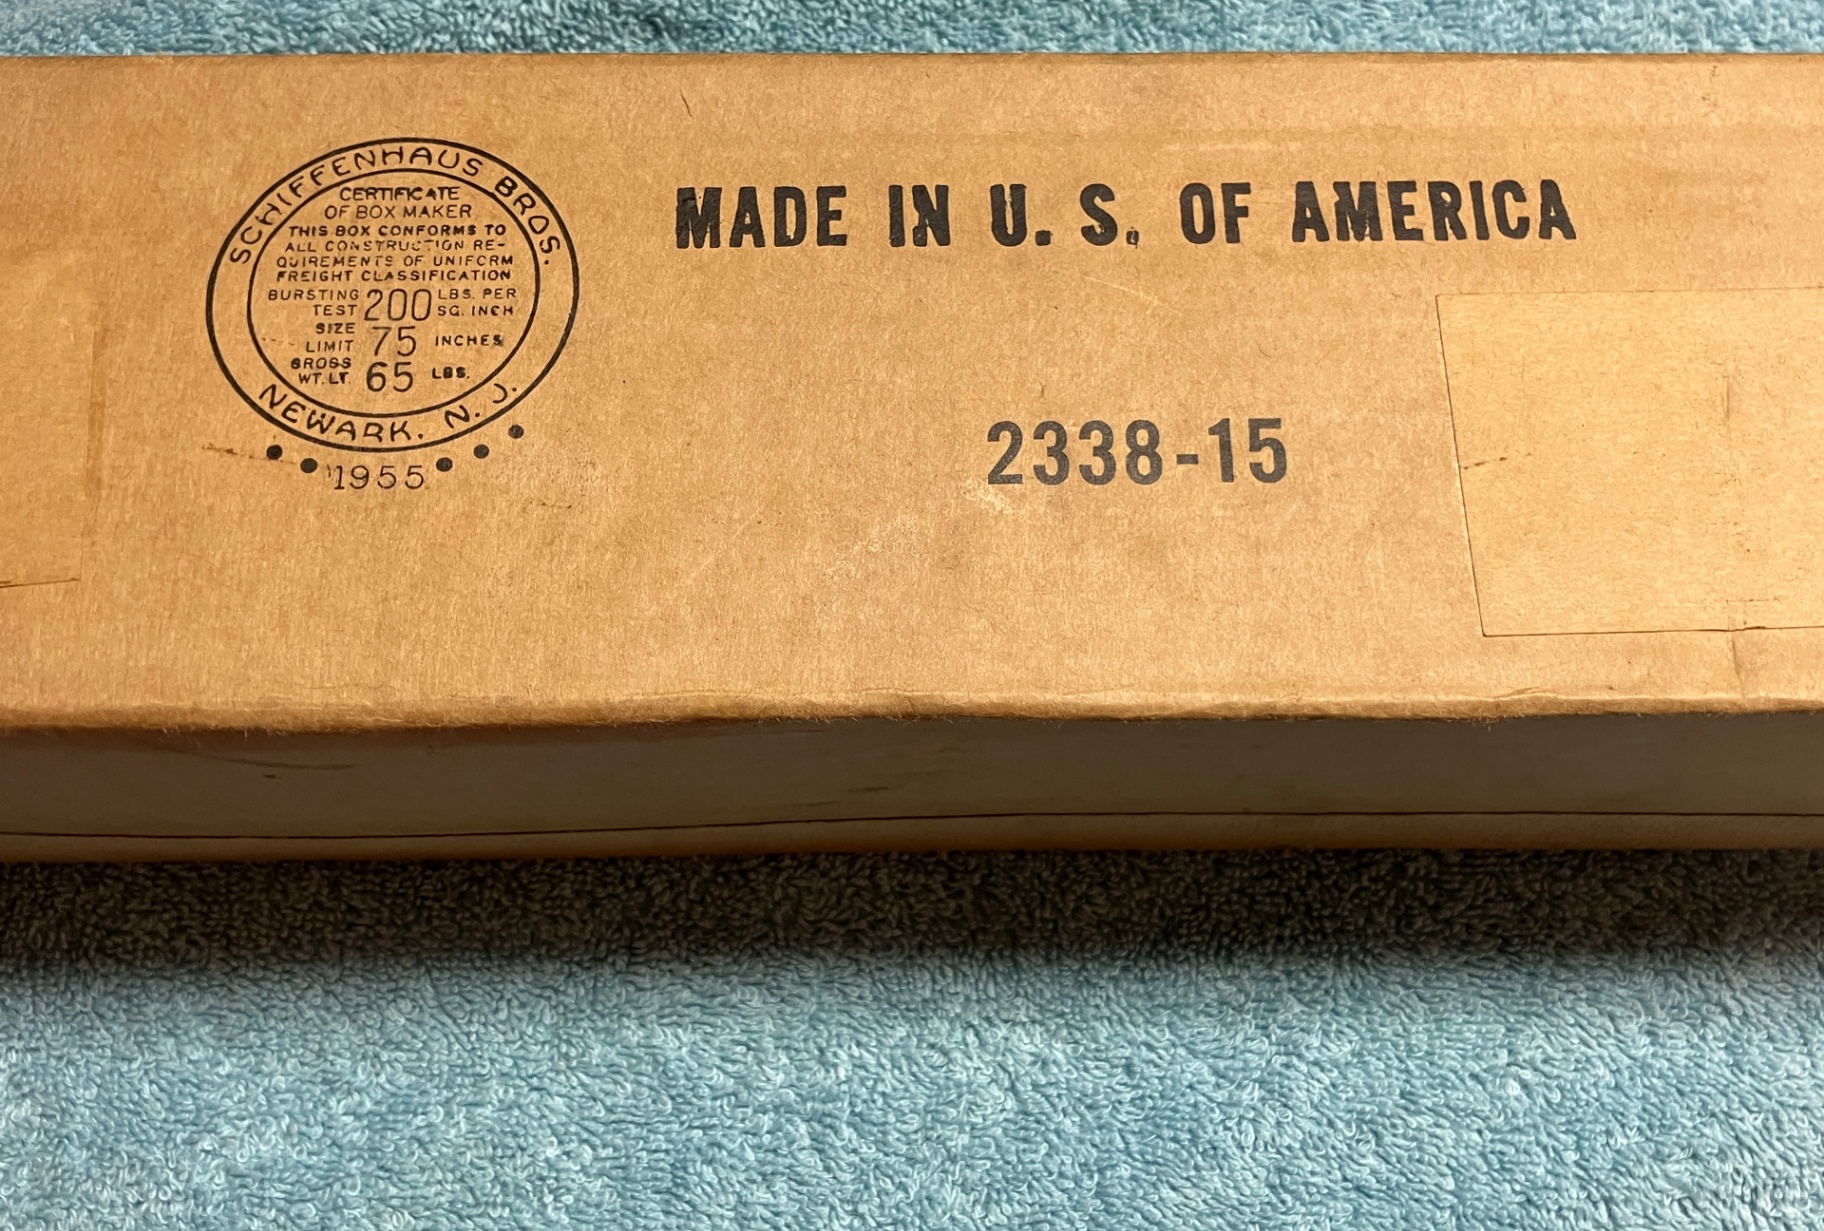 SCHIFFENHAUS BROS.
CERTIFICATE
OF BOX MAKER
THIS BOX CONFORMS TO
ALL CONSTRUCTION RE-
QUIREMENTS OF UNIFORM
FREIGHT CLASSIFICATION
BURSTING TEST 200 LBS. PER SQ. INCH
SIZE LIMIT 75 INCHES
GROSS WT. LT. 65 LBS.
NEWARK, N. J.
1955
MADE IN U. S. OF AMERICA
2338-15